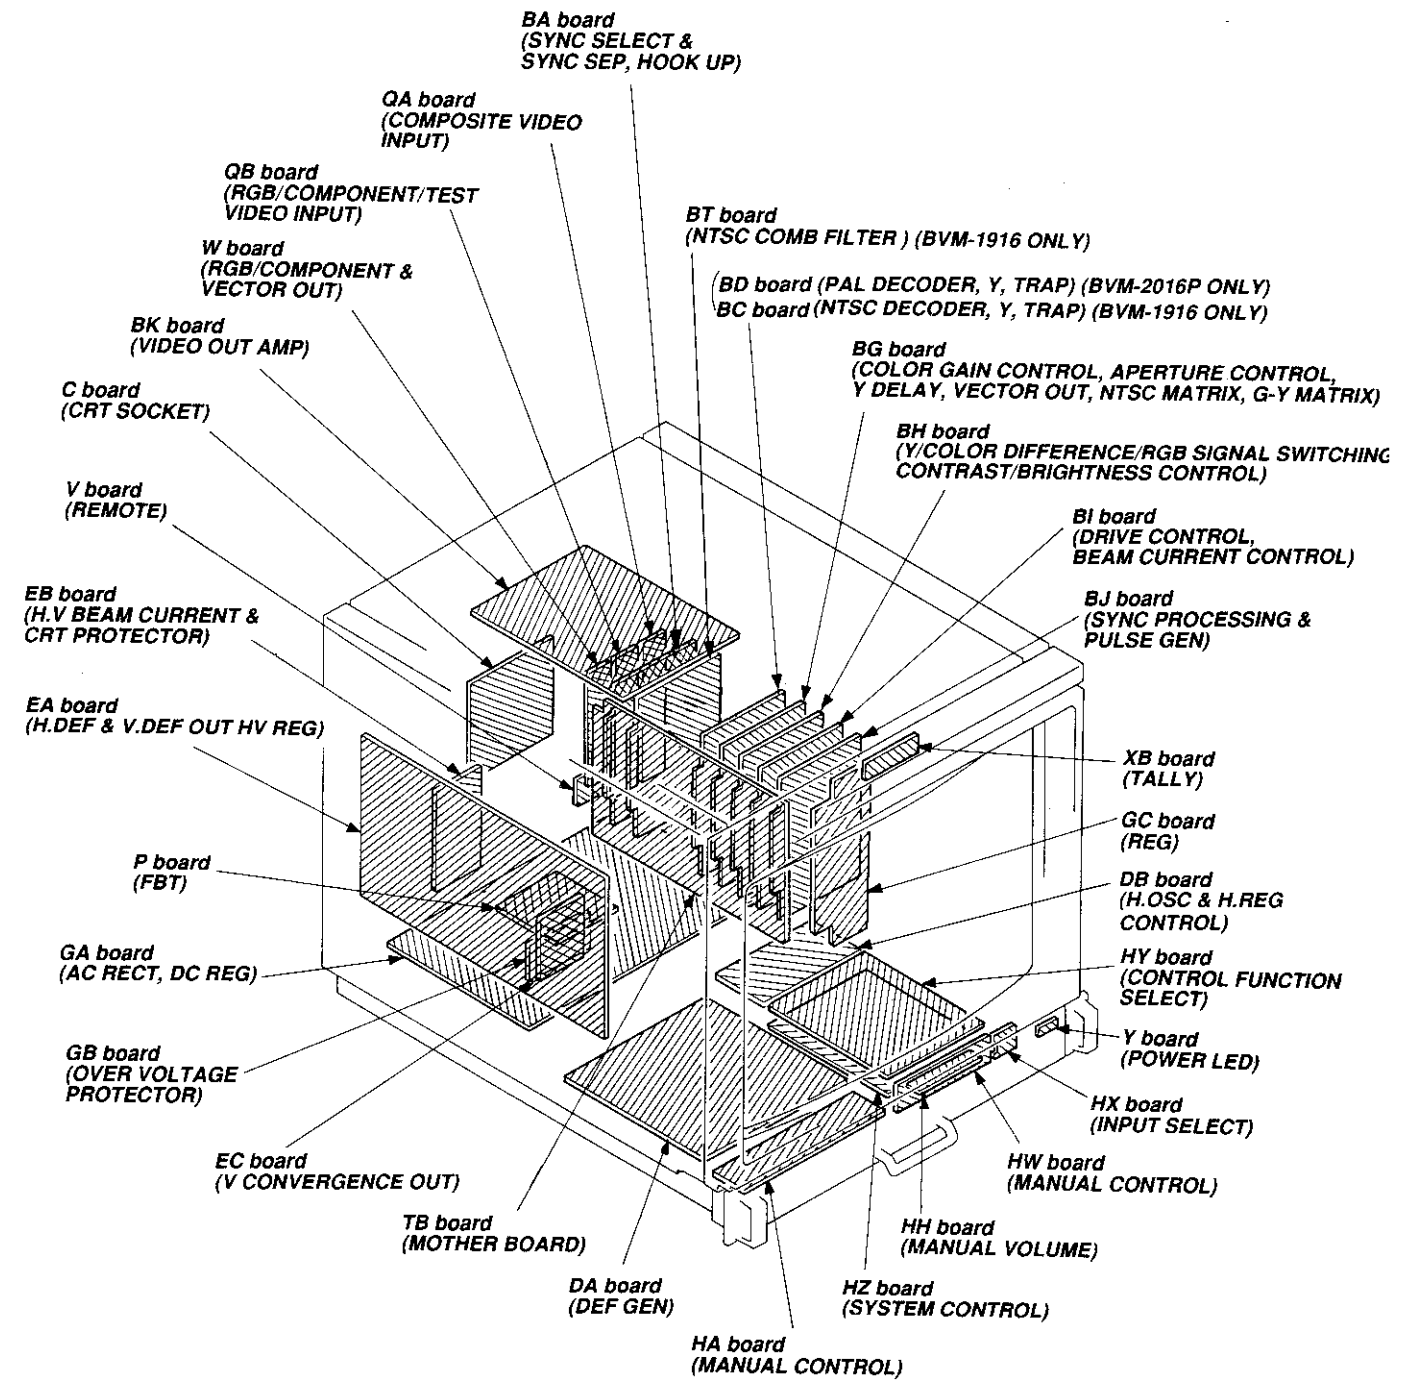 BA board
(SYNC SELECT &
SYNC SEP, HOOK UP)
QA board
(COMPOSITE VIDEO
INPUT)
QB board
(RGB/COMPONENT/TEST
VIDEO INPUT)
W board
(RGB/COMPONENT &
VECTOR OUT)
BK board
(VIDEO OUT AMP)
C board
(CRT SOCKET)
V board
(REMOTE)
EB board
(H.V BEAM CURRENT &
CRT PROTECTOR)
EA board
(H.DEF & V.DEF OUT HV REG)
P board
(FBT)
GA board
(AC RECT, DC REG)
GB board
(OVER VOLTAGE
PROTECTOR)
EC board
(V CONVERGENCE OUT)
TB board
(MOTHER BOARD)
DA board
(DEF GEN)
HA board
(MANUAL CONTROL)
BT board
(NTSC COMB FILTER ) (BVM-1916 ONLY)
BD board (PAL DECODER, Y, TRAP) (BVM-2016P ONLY)
BC board (NTSC DECODER, Y, TRAP) (BVM-1916 ONLY)
BG board
(COLOR GAIN CONTROL, APERTURE CONTROL,
Y DELAY, VECTOR OUT, NTSC MATRIX, G-Y MATRIX)
BH board
(Y/COLOR DIFFERENCE/RGB SIGNAL SWITCHING
CONTRAST/BRIGHTNESS CONTROL)
BI board
(DRIVE CONTROL,
BEAM CURRENT CONTROL)
BJ board
(SYNC PROCESSING &
PULSE GEN)
XB board
(TALLY)
GC board
(REG)
DB board
(H.OSC & H.REG
CONTROL)
HY board
(CONTROL FUNCTION
SELECT)
Y board
(POWER LED)
HX board
(INPUT SELECT)
HW board
(MANUAL CONTROL)
HH board
(MANUAL VOLUME)
HZ board
(SYSTEM CONTROL)